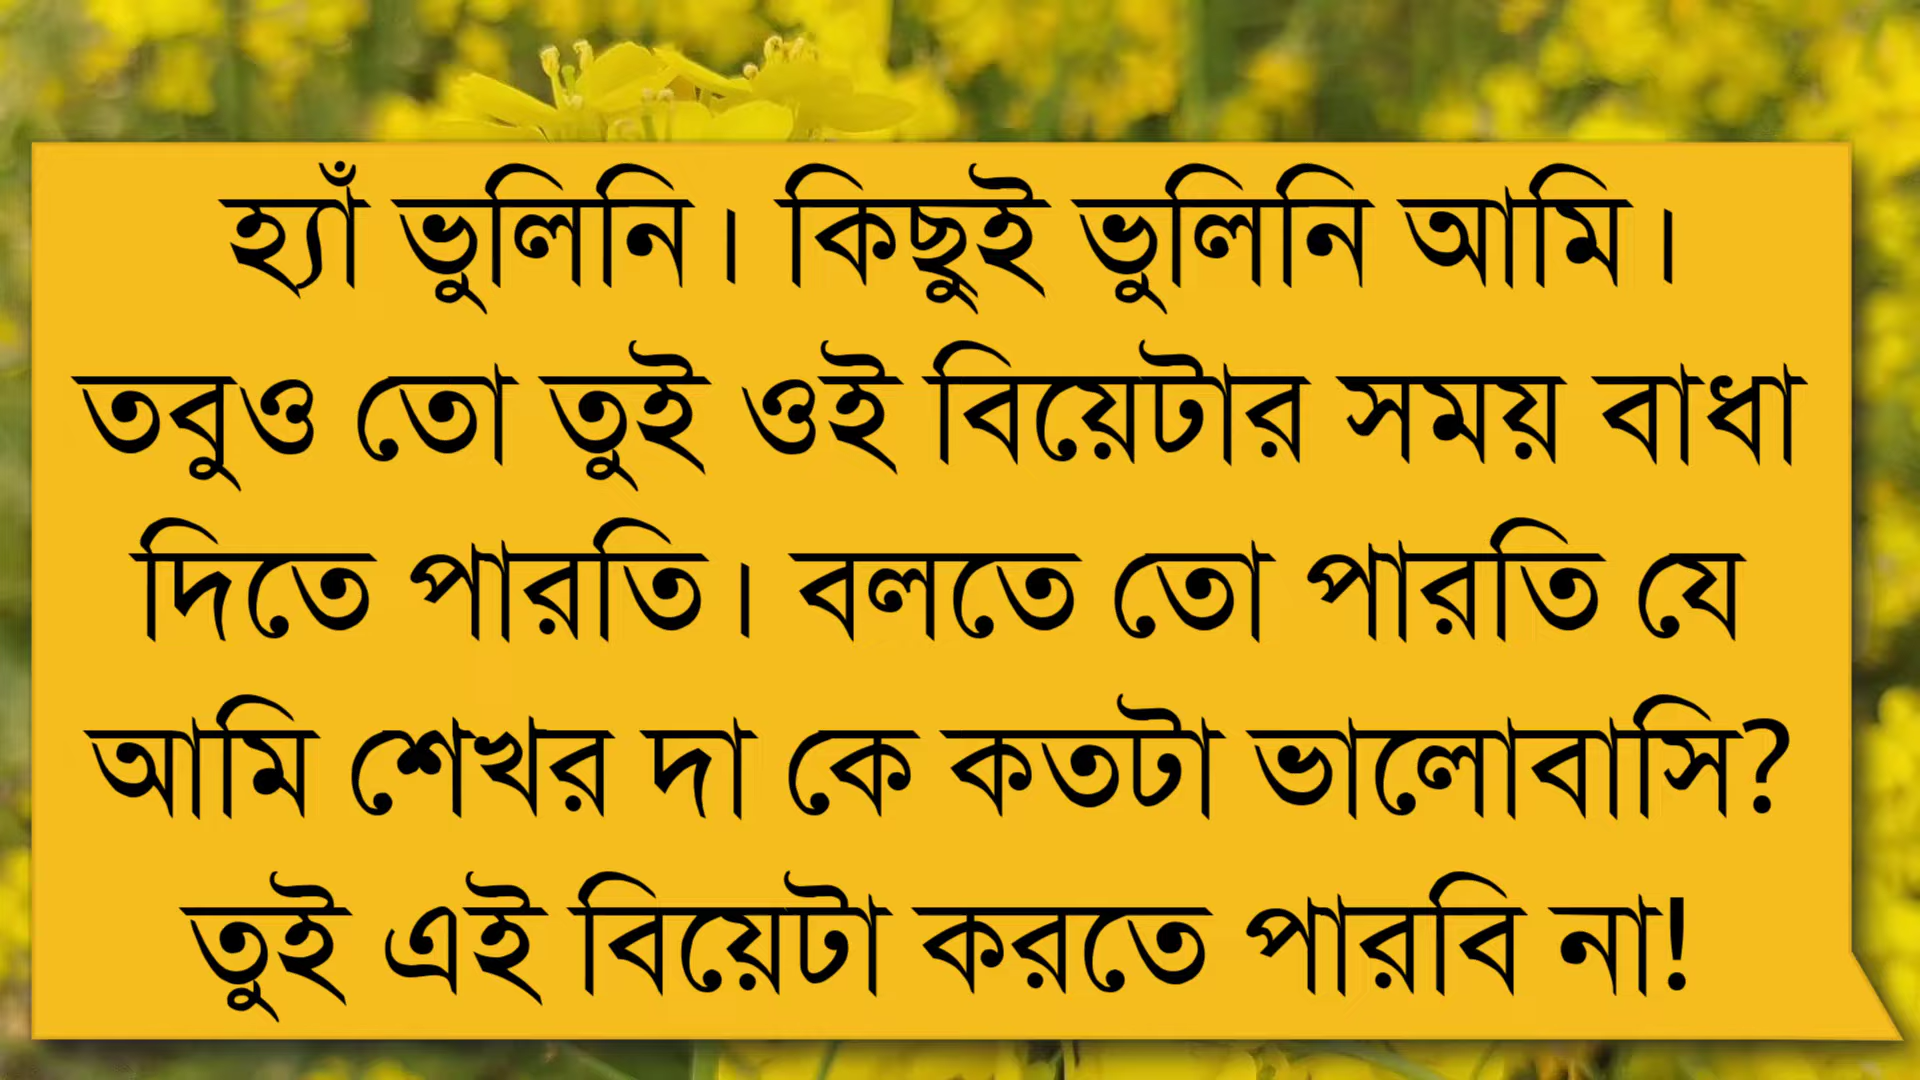 হ্যাঁ ভুলিনি। কিছুই ভুলিনি আমি।
তবুও তো তুই ওই বিয়েটার সময় বাধা
দিতে পারতি। বলতে তো পারতি যে
আমি শেখর দা কে কতটা ভালোবাসি?
তুই এই বিয়েটা করতে পারবি না!